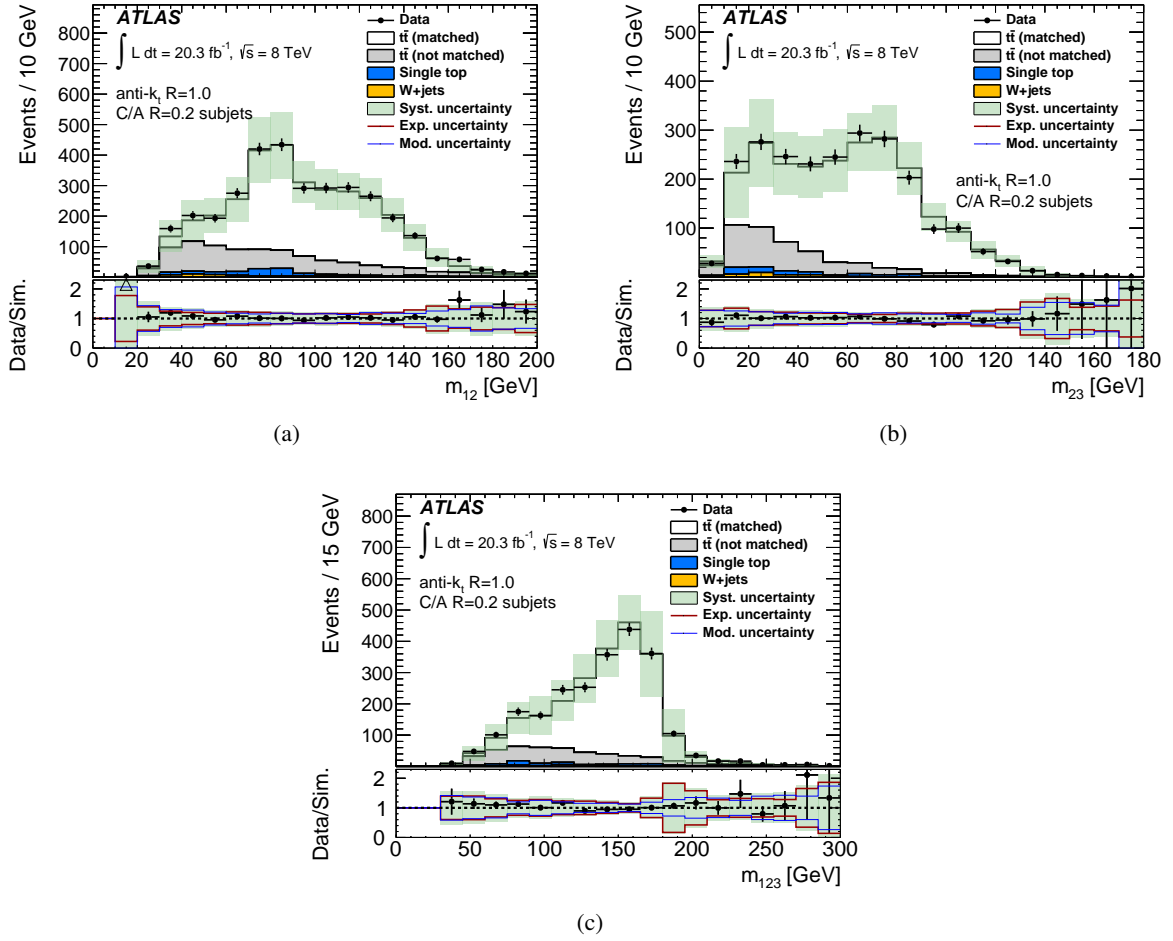 ATLAS
∫ L dt = 20.3 fb⁻¹, √s = 8 TeV
anti-kₜ R=1.0
C/A R=0.2 subjets
Data
tt̄ (matched)
tt̄ (not matched)
Single top
W+jets
Syst. uncertainty
Exp. uncertainty
Mod. uncertainty
Events / 10 GeV
800
700
600
500
400
300
200
100
Data/Sim.
2
1
0
0 20 40 60 80 100 120 140 160 180 200
m₁₂ [GeV]
(a)
ATLAS
∫ L dt = 20.3 fb⁻¹, √s = 8 TeV
Data
tt̄ (matched)
tt̄ (not matched)
Single top
W+jets
Syst. uncertainty
Exp. uncertainty
Mod. uncertainty
anti-kₜ R=1.0
C/A R=0.2 subjets
Events / 10 GeV
500
400
300
200
100
Data/Sim.
2
1
0
0 20 40 60 80 100 120 140 160 180
m₂₃ [GeV]
(b)
ATLAS
∫ L dt = 20.3 fb⁻¹, √s = 8 TeV
anti-kₜ R=1.0
C/A R=0.2 subjets
Data
tt̄ (matched)
tt̄ (not matched)
Single top
W+jets
Syst. uncertainty
Exp. uncertainty
Mod. uncertainty
Events / 15 GeV
800
700
600
500
400
300
200
100
Data/Sim.
2
1
0
0 50 100 150 200 250 300
m₁₂₃ [GeV]
(c)